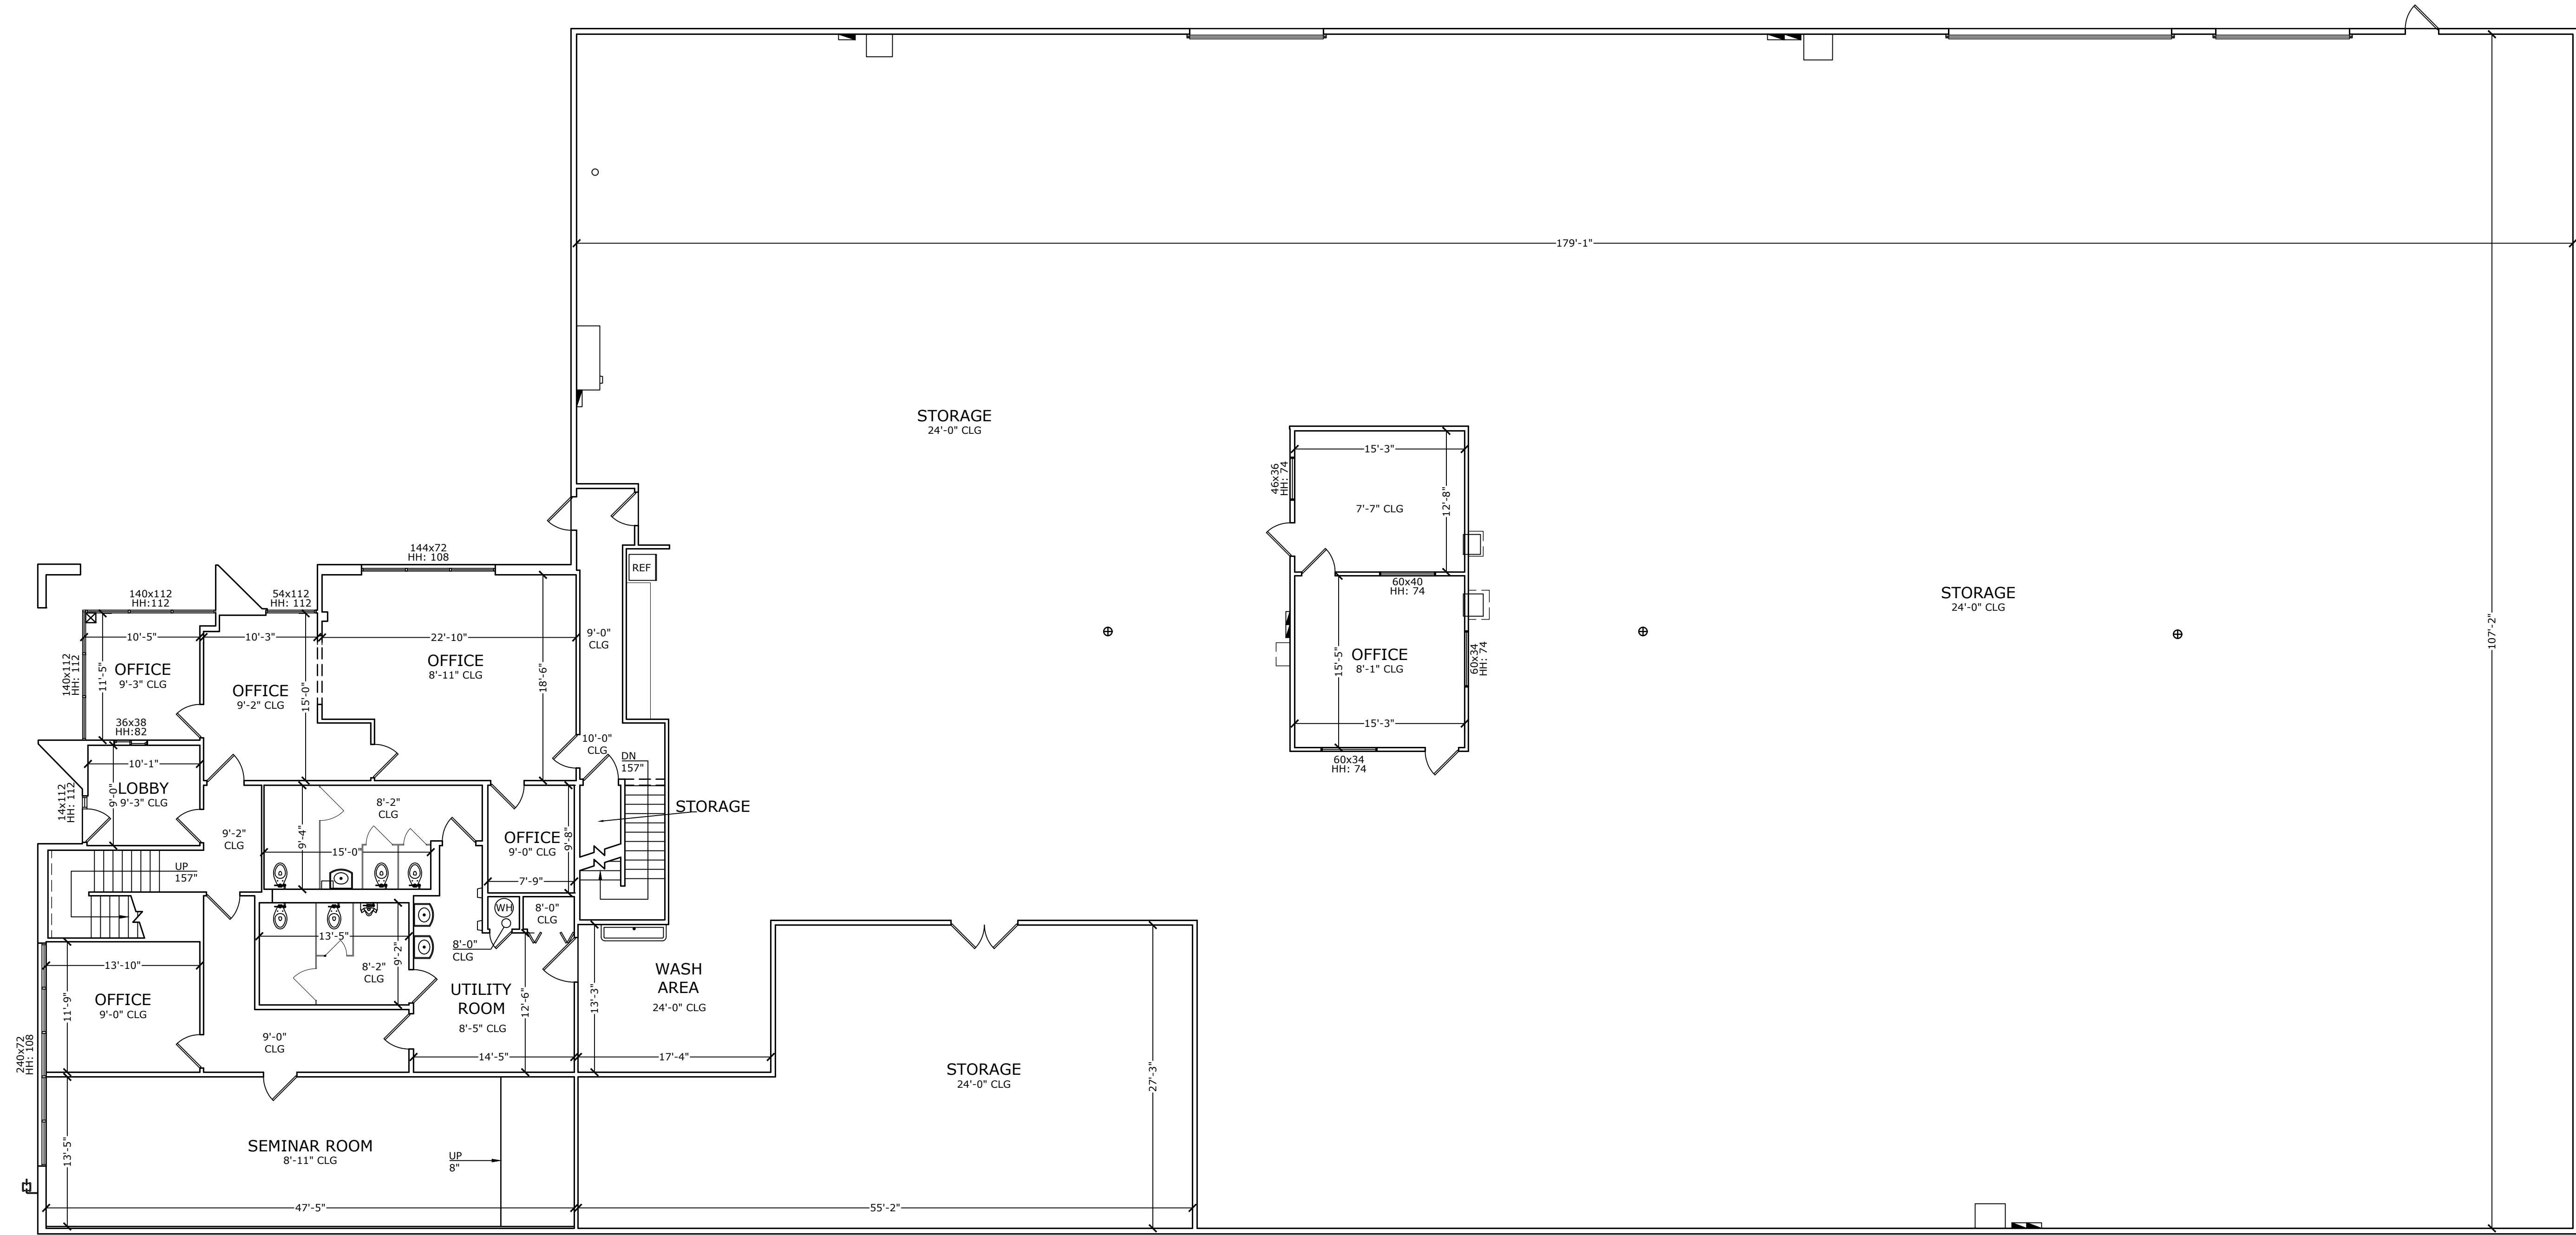 179'-1"
STORAGE
24'-0" CLG
15'-3"
46x36
HH: 74
12'-8"
7'-7" CLG
144x72
HH: 108
REF
60x40
HH: 74
140x112
HH:112
54x112
HH: 112
STORAGE
24'-0" CLG
107'-2"
9'-0"
CLG
10'-5"
10'-3"
22'-10"
140x112
HH: 112
11'-5"
OFFICE
9'-3" CLG
OFFICE
9'-2" CLG
15'-0"
OFFICE
8'-11" CLG
18'-6"
15'-5"
OFFICE
8'-1" CLG
60x34
HH: 74
15'-3"
36x38
HH:82
10'-0"
CLG
DN
157"
60x34
HH: 74
10'-1"
LOBBY
9'-3" CLG
9'-0"
14x112
HH: 112
8'-2"
CLG
STORAGE
9'-2"
CLG
9'-4"
15'-0"
OFFICE
9'-0" CLG
9'-8"
7'-9"
UP
157"
WH
8'-0"
CLG
13'-5"
9'-2"
8'-0"
CLG
8'-2"
CLG
13'-10"
11'-9"
OFFICE
9'-0" CLG
UTILITY
ROOM
8'-5" CLG
12'-6"
13'-3"
WASH
AREA
24'-0" CLG
9'-0"
CLG
14'-5"
17'-4"
240x72
HH: 108
STORAGE
24'-0" CLG
27'-3"
13'-5"
SEMINAR ROOM
8'-11" CLG
UP
8"
47'-5"
55'-2"